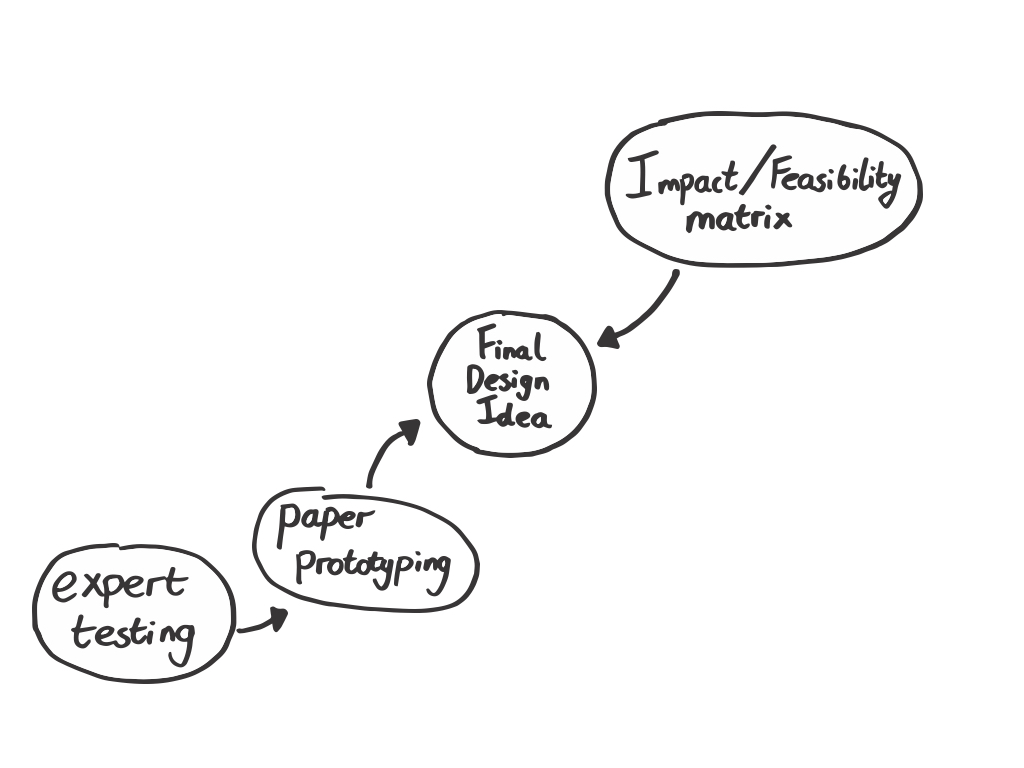 Impact/Feasibility
matrix
Final
Design
Idea
paper
prototyping
expert
testing